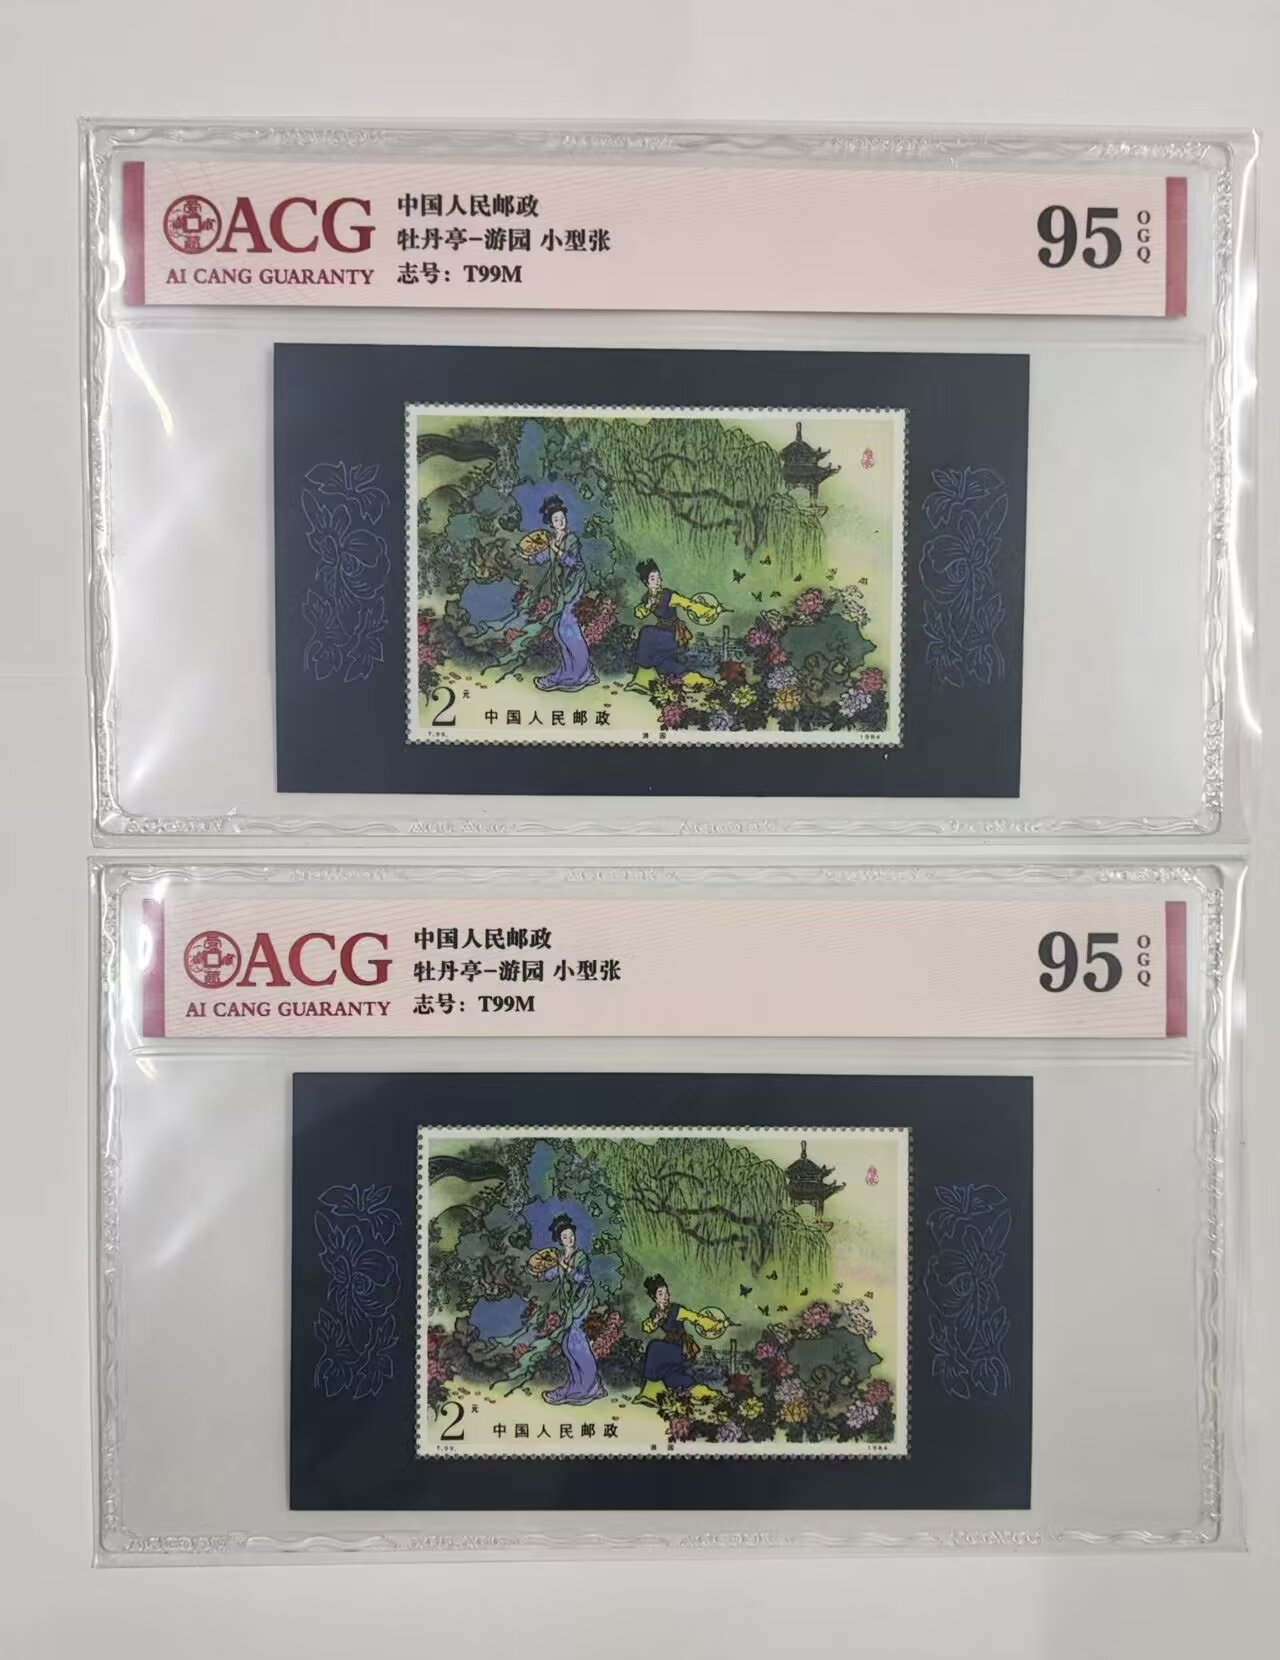 ACG
AI CANG GUARANTY
中国人民邮政
牡丹亭-游园 小型张
志号：T99M
95
OGQ
2元
中国人民邮政
T.99.
游园
1984
ACG
AI CANG GUARANTY
中国人民邮政
牡丹亭-游园 小型张
志号：T99M
95
OGQ
2元
中国人民邮政
T.99.
游园
1984